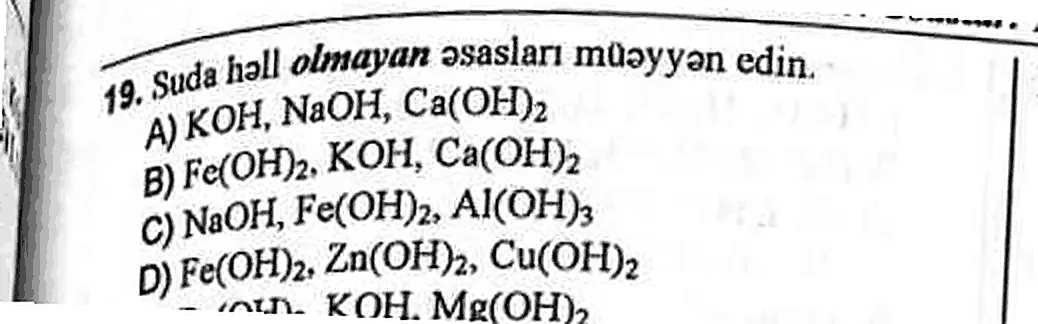 19. Suda həll olmayan əsasları müəyyən edin.
A) KOH, NaOH, Ca(OH)₂
B) Fe(OH)₂, KOH, Ca(OH)₂
C) NaOH, Fe(OH)₂, Al(OH)₃
D) Fe(OH)₂, Zn(OH)₂, Cu(OH)₂
KOH, Mg(OH)₂